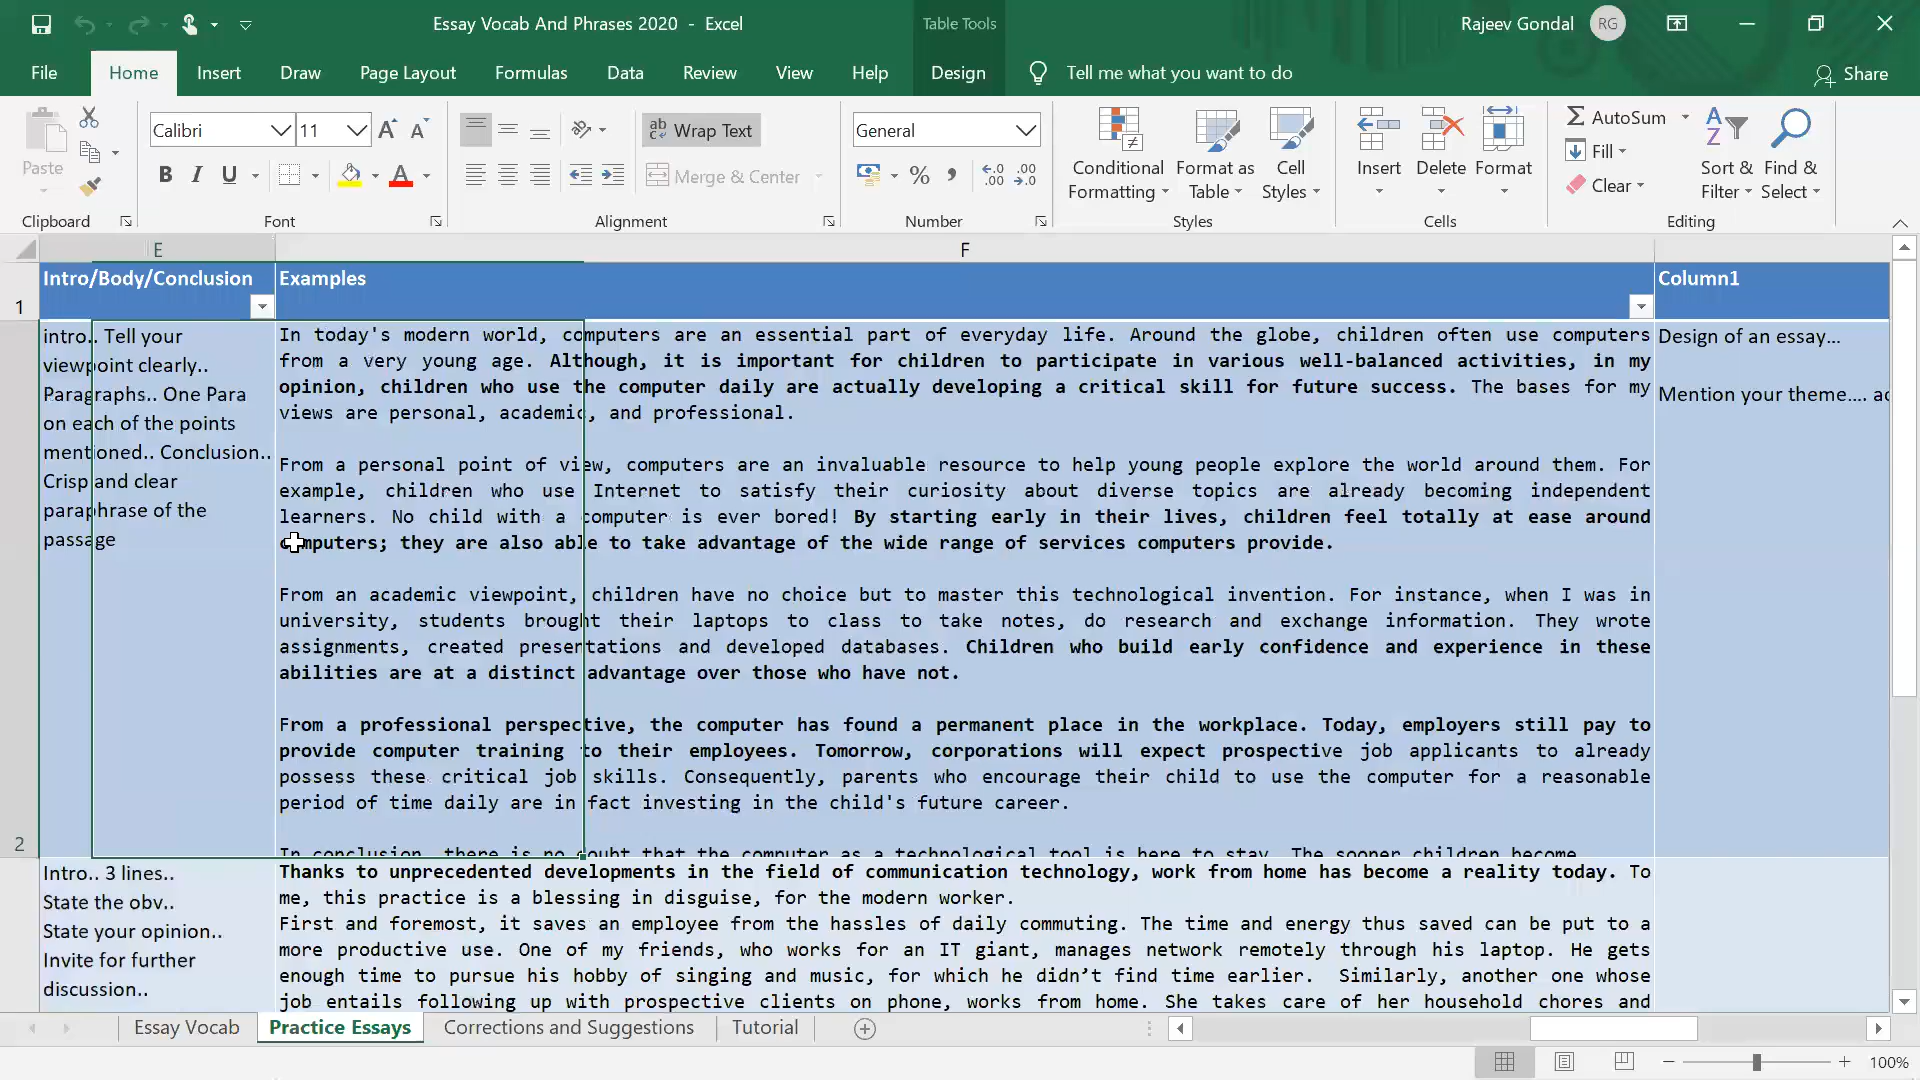 Essay Vocab And Phrases 2020 - Excel
Table Tools
Rajeev Gondal
RG
File
Home
Insert
Draw
Page Layout
Formulas
Data
Review
View
Help
Design
Tell me what you want to do
Share
Paste
Clipboard
Calibri
11
B I U
Font
Wrap Text
Merge & Center
Alignment
General
Number
Conditional Formatting
Format as Table
Cell Styles
Styles
Insert
Delete
Format
Cells
AutoSum
Fill
Clear
Sort & Filter
Find & Select
Editing
E
F
1
Intro/Body/Conclusion
Examples
Column1
2
intro.. Tell your
viewpoint clearly..
Paragraphs.. One Para
on each of the points
mentioned.. Conclusion..
Crisp and clear
paraphrase of the
passage
In today's modern world, computers are an essential part of everyday life. Around the globe, children often use computers
from a very young age. Although, it is important for children to participate in various well-balanced activities, in my
opinion, children who use the computer daily are actually developing a critical skill for future success. The bases for my
views are personal, academic, and professional.
From a personal point of view, computers are an invaluable resource to help young people explore the world around them. For
example, children who use Internet to satisfy their curiosity about diverse topics are already becoming independent
learners. No child with a computer is ever bored! By starting early in their lives, children feel totally at ease around
computers; they are also able to take advantage of the wide range of services computers provide.
From an academic viewpoint, children have no choice but to master this technological invention. For instance, when I was in
university, students brought their laptops to class to take notes, do research and exchange information. They wrote
assignments, created presentations and developed databases. Children who build early confidence and experience in these
abilities are at a distinct advantage over those who have not.
From a professional perspective, the computer has found a permanent place in the workplace. Today, employers still pay to
provide computer training to their employees. Tomorrow, corporations will expect prospective job applicants to already
possess these critical job skills. Consequently, parents who encourage their child to use the computer for a reasonable
period of time daily are in fact investing in the child's future career.
In conclusion, there is no doubt that the computer as a technological tool is here to stay. The sooner children become
Design of an essay...
Mention your theme....
Intro.. 3 lines..
State the obv..
State your opinion..
Invite for further
discussion..
Thanks to unprecedented developments in the field of communication technology, work from home has become a reality today. To
me, this practice is a blessing in disguise, for the modern worker.
First and foremost, it saves an employee from the hassles of daily commuting. The time and energy thus saved can be put to a
more productive use. One of my friends, who works for an IT giant, manages network remotely through his laptop. He gets
enough time to pursue his hobby of singing and music, for which he didn’t find time earlier. Similarly, another one whose
job entails following up with prospective clients on phone, works from home. She takes care of her household chores and
Essay Vocab
Practice Essays
Corrections and Suggestions
Tutorial
100%